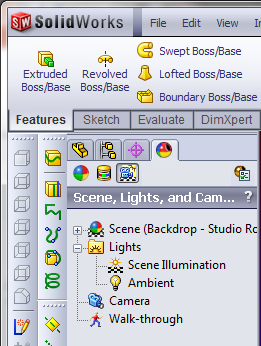 SW SolidWorks File Edit View
Extruded Boss/Base
Revolved Boss/Base
Swept Boss/Base
Lofted Boss/Base
Boundary Boss/Base
Features Sketch Evaluate DimXpert
Scene, Lights, and Cam... ?
Scene (Backdrop - Studio
Lights
Scene Illumination
Ambient
Camera
Walk-through